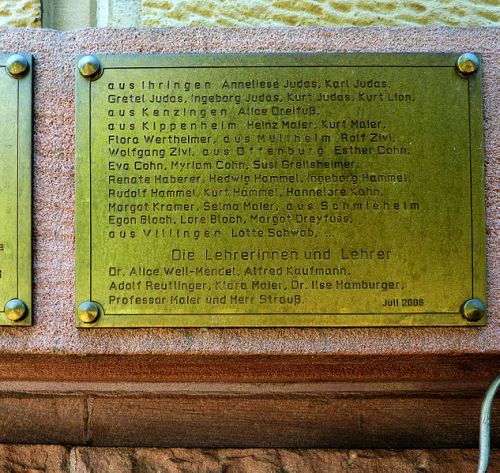 aus Ihringen Anneliese Judas, Karl Judas,
Gretel Judas, Ingeborg Judas, Kurt Judas, Kurt Lion,
aus Kenzingen Alice Dreifuß,
aus Kippenheim Heinz Maier, Kurt Maier,
Flora Wertheimer, aus Müllheim Rolf Zivi,
Wolfgang Zivi, aus Offenburg Esther Cohn,
Eva Cohn, Myriam Cohn, Susi Greilsheimer,
Renate Haberer, Hedwig Hammel, Ingeborg Hammel,
Rudolf Hammel, Kurt Hammel, Hannelore Kahn,
Margot Kramer, Selma Maier, aus Schmieheim
Egon Bloch, Lore Bloch, Margot Dreyfuss,
aus Villingen Lotte Schwab, ...
Die Lehrerinnen und Lehrer
Dr. Alice Weil-Mendel, Alfred Kaufmann,
Adolf Reutlinger, Klara Maier, Dr. Ilse Hamburger,
Professor Maier und Herr Strauß. Juli 2006